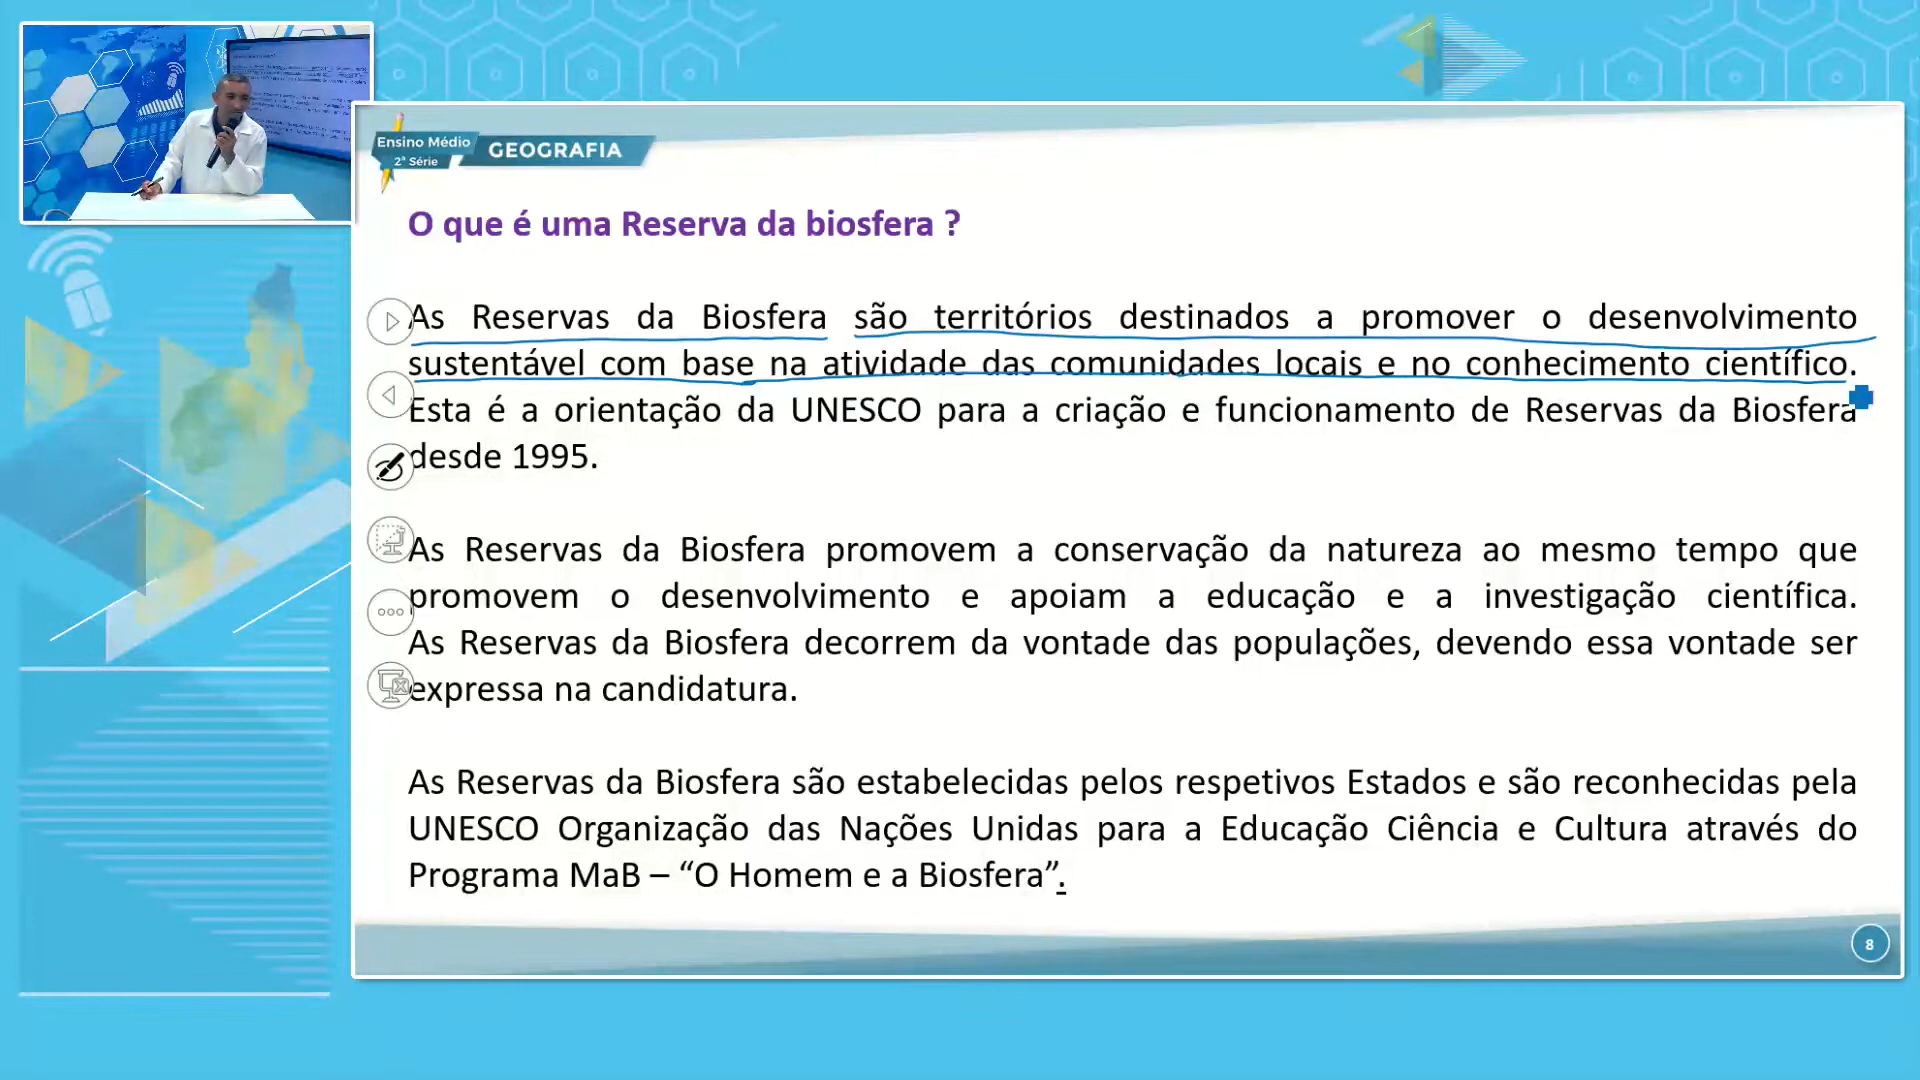 Ensino Médio
2ª Série
GEOGRAFIA
O que é uma Reserva da biosfera ?
As Reservas da Biosfera são territórios destinados a promover o desenvolvimento
sustentável com base na atividade das comunidades locais e no conhecimento científico.
Esta é a orientação da UNESCO para a criação e funcionamento de Reservas da Biosfera
desde 1995.
As Reservas da Biosfera promovem a conservação da natureza ao mesmo tempo que
promovem o desenvolvimento e apoiam a educação e a investigação científica.
As Reservas da Biosfera decorrem da vontade das populações, devendo essa vontade ser
expressa na candidatura.
As Reservas da Biosfera são estabelecidas pelos respetivos Estados e são reconhecidas pela
UNESCO Organização das Nações Unidas para a Educação Ciência e Cultura através do
Programa MaB – “O Homem e a Biosfera”.
8